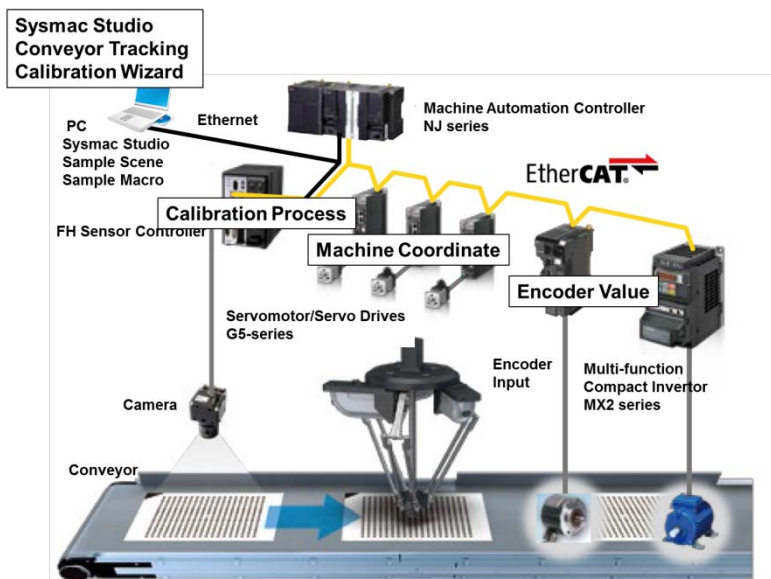 Sysmac Studio
Conveyor Tracking
Calibration Wizard
Ethernet
Machine Automation Controller
NJ series
PC
Sysmac Studio
Sample Scene
Sample Macro
EtherCAT®
Calibration Process
FH Sensor Controller
Machine Coordinate
Encoder Value
Servomotor/Servo Drives
G5-series
Encoder
Input
Multi-function
Compact Invertor
MX2 series
Camera
Conveyor